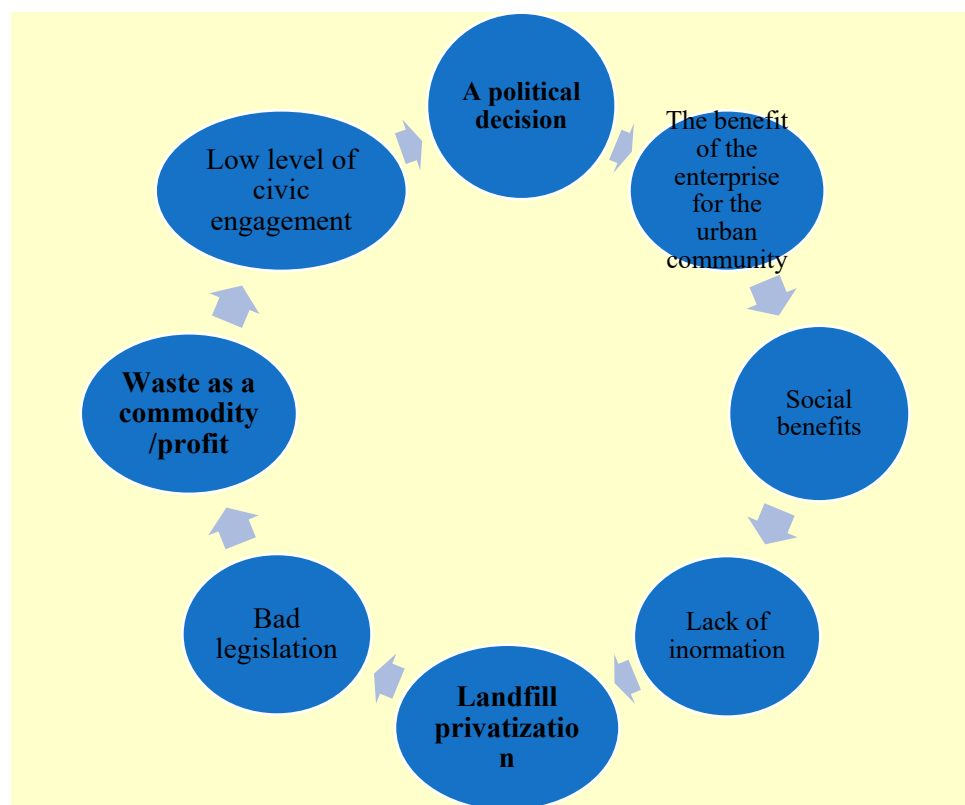 A political
decision
The benefit
of the
enterprise
for the
urban
community
Social
benefits
Lack of
inormation
Landfill
privatizatio
n
Bad
legislation
Waste as a
commodity
/profit
Low level of
civic
engagement